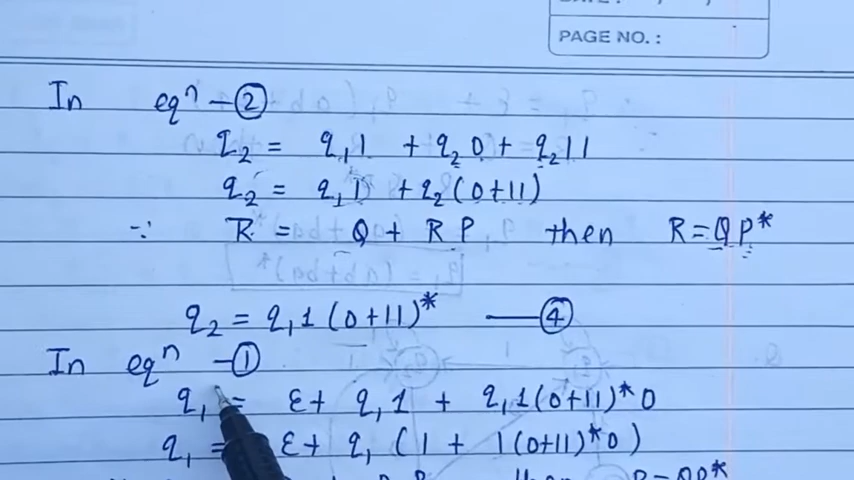 PAGE NO. :
In eqⁿ - ②
q₂ = q₁1 + q₂0 + q₂11
q₂ = q₁1 + q₂(0+11)
∵ R = Q + RP then R = QP*
q₂ = q₁1(0+11)* — ④
In eqⁿ - ①
q₁ = ε + q₁1 + q₁1(0+11)*0
q₁ = ε + q₁(1 + 1(0+11)*0)
then R = QP*